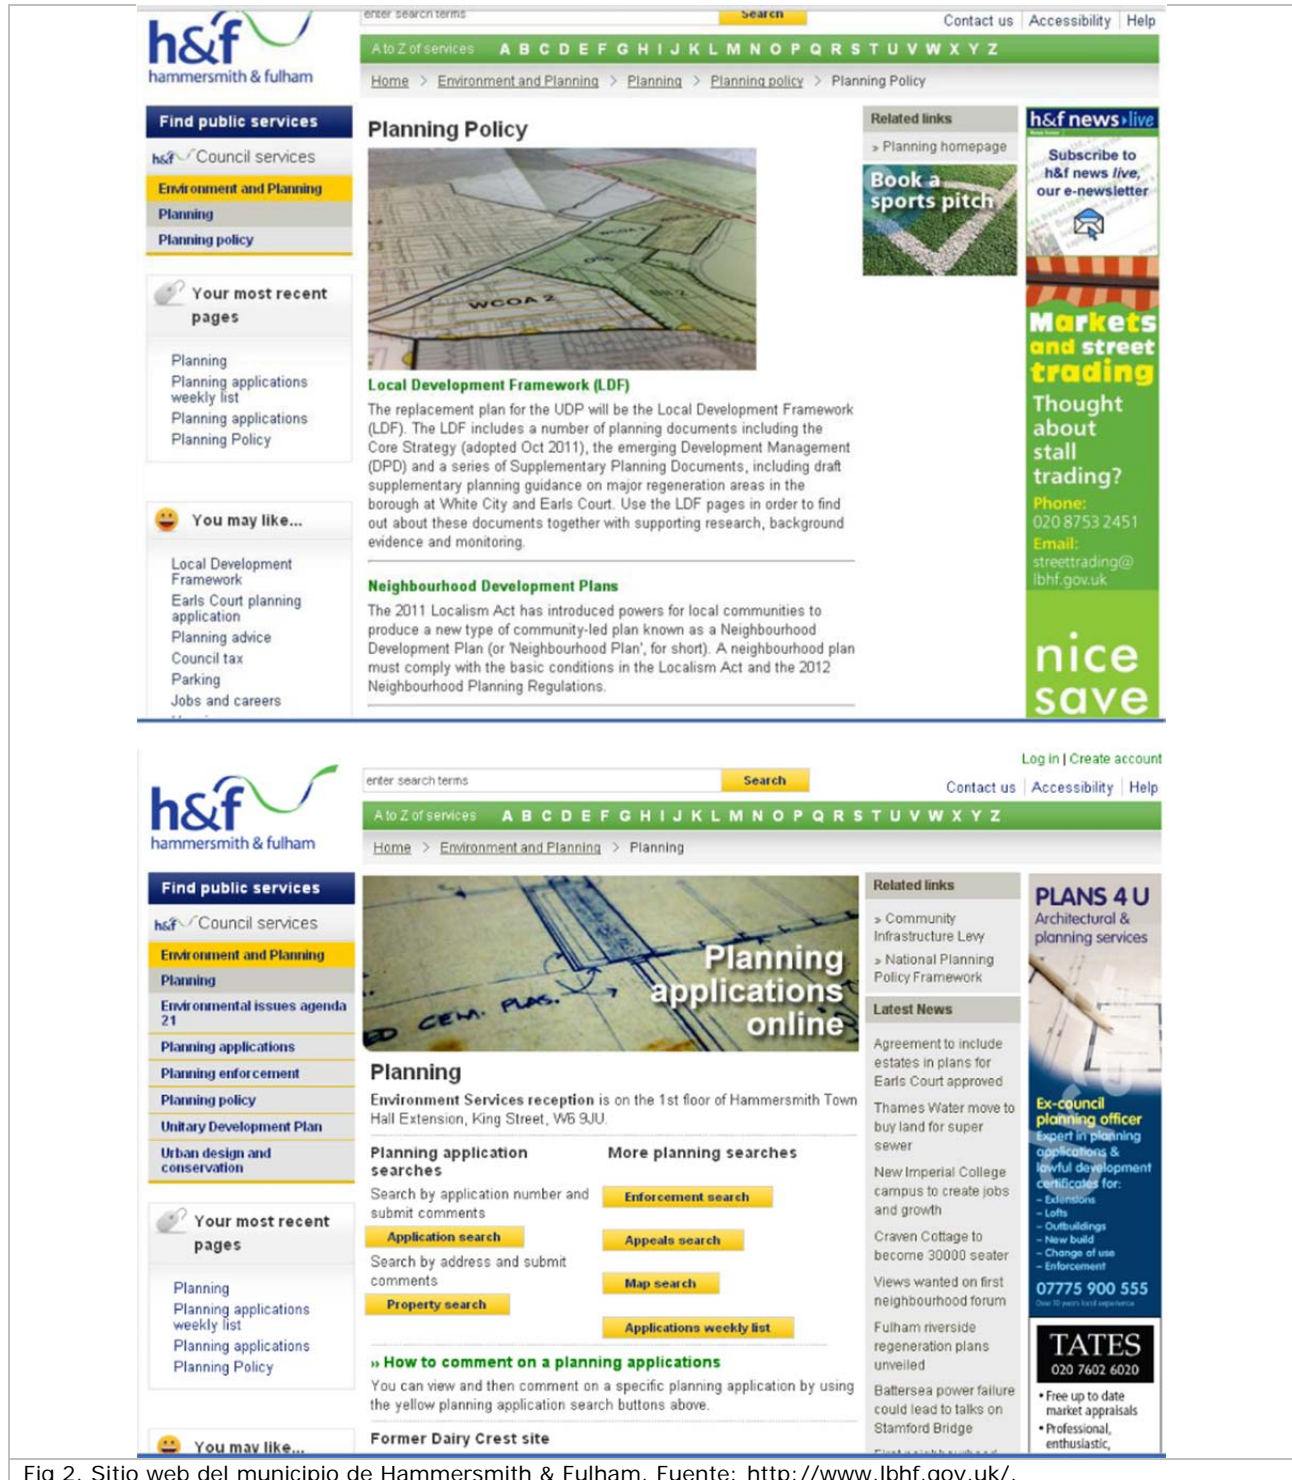 enter search terms
Search
Contact us | Accessibility | Help
h&f
hammersmith & fulham
A to Z of services A B C D E F G H I J K L M N O P Q R S T U V W X Y Z
Home > Environment and Planning > Planning > Planning policy > Planning Policy
Find public services
h&f Council services
Environment and Planning
Planning
Planning policy
Your most recent
pages
Planning
Planning applications
weekly list
Planning applications
Planning Policy
You may like...
Local Development
Framework
Earls Court planning
application
Planning advice
Council tax
Parking
Jobs and careers
Planning Policy
WCOA 2
Local Development Framework (LDF)
The replacement plan for the UDP will be the Local Development Framework
(LDF). The LDF includes a number of planning documents including the
Core Strategy (adopted Oct 2011), the emerging Development Management
(DPD) and a series of Supplementary Planning Documents, including draft
supplementary planning guidance on major regeneration areas in the
borough at White City and Earls Court. Use the LDF pages in order to find
out about these documents together with supporting research, background
evidence and monitoring.
Neighbourhood Development Plans
The 2011 Localism Act has introduced powers for local communities to
produce a new type of community-led plan known as a Neighbourhood
Development Plan (or 'Neighbourhood Plan', for short). A neighbourhood plan
must comply with the basic conditions in the Localism Act and the 2012
Neighbourhood Planning Regulations.
Related links
» Planning homepage
Book a
sports pitch
h&f news live
Subscribe to
h&f news live,
our e-newsletter
Markets
and street
trading
Thought
about
stall
trading?
Phone:
020 8753 2451
Email:
streettrading@
lbhf.gov.uk
nice
save
Log in | Create account
enter search terms
Search
Contact us | Accessibility | Help
h&f
hammersmith & fulham
A to Z of services A B C D E F G H I J K L M N O P Q R S T U V W X Y Z
Home > Environment and Planning > Planning
Find public services
h&f Council services
Environment and Planning
Planning
Environmental issues agenda
21
Planning applications
Planning enforcement
Planning policy
Unitary Development Plan
Urban design and
conservation
Your most recent
pages
Planning
Planning applications
weekly list
Planning applications
Planning Policy
You may like...
CEM. PLAS.
Planning
applications
online
Planning
Environment Services reception is on the 1st floor of Hammersmith Town
Hall Extension, King Street, W6 9JU.
Planning application
searches
Search by application number and
submit comments
Application search
Search by address and submit
comments
Property search
More planning searches
Enforcement search
Appeals search
Map search
Applications weekly list
» How to comment on a planning applications
You can view and then comment on a specific planning application by using
the yellow planning application search buttons above.
Former Dairy Crest site
Related links
» Community
Infrastructure Levy
» National Planning
Policy Framework
Latest News
Agreement to include
estates in plans for
Earls Court approved
Thames Water move to
buy land for super
sewer
New Imperial College
campus to create jobs
and growth
Craven Cottage to
become 30000 seater
Views wanted on first
neighbourhood forum
Fulham riverside
regeneration plans
unveiled
Battersea power failure
could lead to talks on
Stamford Bridge
First neighbourhood
PLANS 4 U
Architectural &
planning services
Ex-council
planning officer
Expert in planning
applications &
lawful development
certificates for:
- Extensions
- Lofts
- Outbuildings
- New build
- Change of use
- Enforcement
07775 900 555
Over 10 years local experience
TATES
020 7602 6020
• Free up to date
market appraisals
• Professional,
enthusiastic,
Fig 2. Sitio web del municipio de Hammersmith & Fulham. Fuente: http://www.lbhf.gov.uk/.